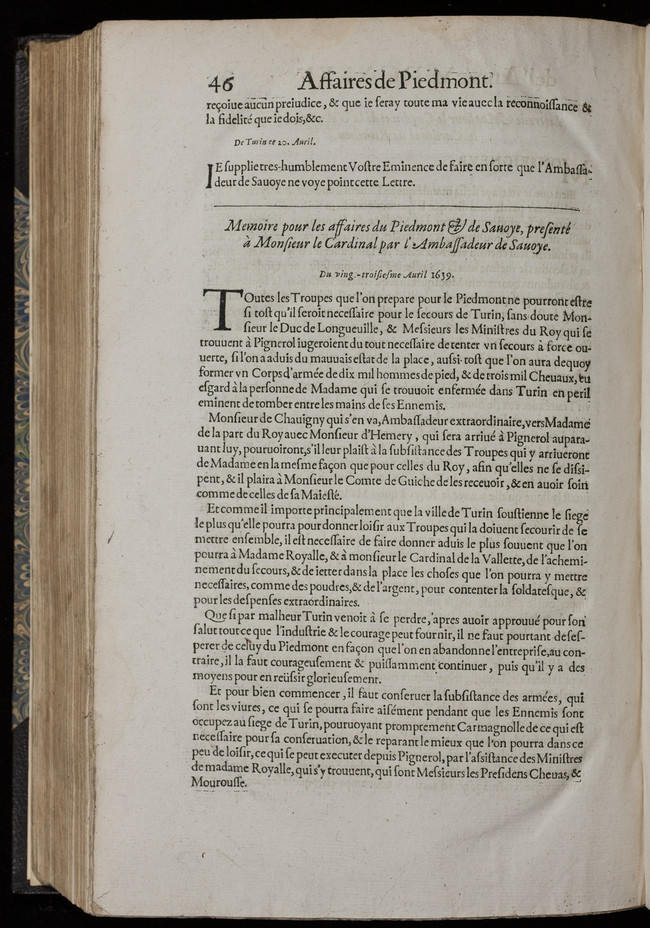 46 Affaires de Piedmont.
reçoiue aucun preiudice, & que ie seray toute ma vie auec la reconnoissance &
la fidelité que ie dois, &c.
De Turin ce 20. Auril.
IE supplie tres-humblement Vostre Eminence de faire en sorte que l'Ambassa-
deur de Sauoye ne voye point cette Lettre.
Memoire pour les affaires du Piedmont & de Sauoye, presenté
à Monsieur le Cardinal par l'Ambassadeur de Sauoye.
Du ving-troisiesme Auril 1639.
TOutes les Troupes que l'on prepare pour le Piedmont ne pourront estre
si tost qu'il seroit necessaire pour le secours de Turin, sans doute Mon-
sieur le Duc de Longueuille, & Messieurs les Ministres du Roy qui se
trouuent à Pignerol iugeroient du tout necessaire de tenter vn secours à force ou-
uerte, si l'on a aduis du mauuais estat de la place, aussi-tost que l'on aura dequoy
former vn Corps d'armée de dix mil hommes de pied, & de trois mil Cheuaux, eu
esgard à la personne de Madame qui se trouuoit enfermée dans Turin en peril
eminent de tomber entre les mains de ses Ennemis.
Monsieur de Chauigny qui s'en va, Ambassadeur extraordinaire, vers Madame
de la part du Roy auec Monsieur d'Hemery, qui sera arriué à Pignerol aupara-
uant luy, pouruoiront, s'il leur plaist à la subsistance des Troupes qui y arriueront
de Madame en la mesme façon que pour celles du Roy, afin qu'elles ne se dissi-
pent, & il plaira à Monsieur le Comte de Guiche de les receuoir, & en auoir soin
comme de celles de sa Maiesté.
Et comme il importe principalement que la ville de Turin soustienne le siege
le plus qu'elle pourra pour donner loisir aux Troupes qui la doiuent secourir de se
mettre ensemble, il est necessaire de faire donner aduis le plus souuent que l'on
pourra à Madame Royalle, & à monsieur le Cardinal de la Vallette, de l'achemi-
nement du secours, & de ietter dans la place les choses que l'on pourra y mettre
necessaires, comme des poudres, & de l'argent, pour contenter la soldatesque, &
pour les despenses extraordinaires.
Que si par malheur Turin venoit à se perdre, apres auoir approuué pour son
salut tout ce que l'industrie & le courage peut fournir, il ne faut pourtant deses-
perer de celuy du Piedmont en façon que l'on en abandonne l'entreprise, au con-
traire, il la faut courageusement & puissamment continuer, puis qu'il y a des
moyens pour en reüssir glorieusement.
Et pour bien commencer, il faut conseruer la subsistance des armées, qui
sont les viures, ce qui se pourra faire aisément pendant que les Ennemis sont
occupez au siege de Turin, pouruoyant promptement Carmagnolle de ce qui est
necessaire pour sa conseruation, & le reparant le mieux que l'on pourra dans ce
peu de loisir, ce qui se peut executer depuis Pignerol, par l'assistance des Ministres
de madame Royalle, qui s'y trouuent, qui sont Messieurs les Presidens Cheuas, &
Mourousse.